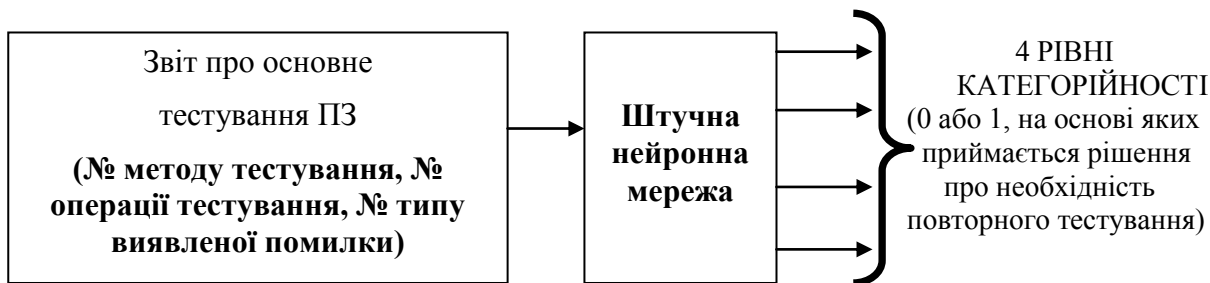 Звіт про основне
тестування ПЗ
(№ методу тестування, №
операції тестування, № типу
виявленої помилки)
Штучна
нейронна
мережа
4 РІВНІ
КАТЕГОРІЙНОСТІ
(0 або 1, на основі яких
приймається рішення
про необхідність
повторного тестування)